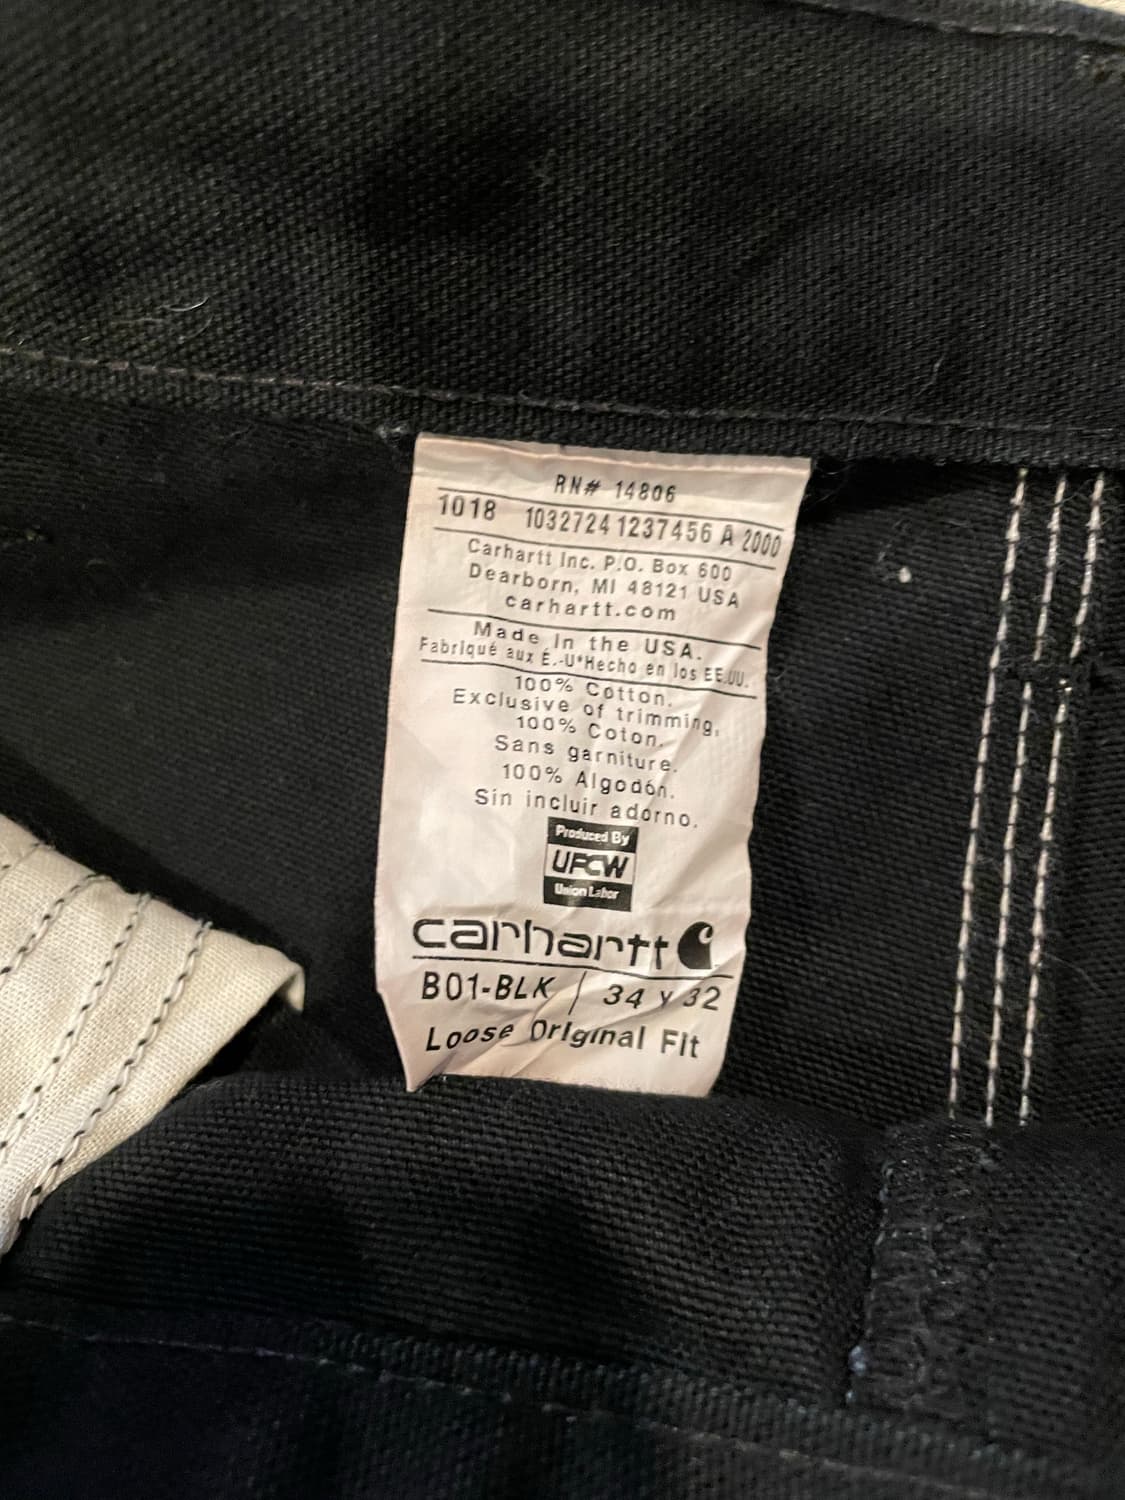 RN# 14806
1018 1032724 1237456 A 2000
Carhartt Inc. P.O. Box 600
Dearborn, MI 48121 USA
carhartt.com
Made in the USA.
Fabriqué aux É.-U*Hecho en los EE.UU.
100% Cotton.
Exclusive of trimming.
100% Coton.
Sans garniture.
100% Algodón.
Sin incluir adorno.
Produced By
UFCW
Union Labor
carhartt
B01-BLK / 34 x 32
Loose Original Fit